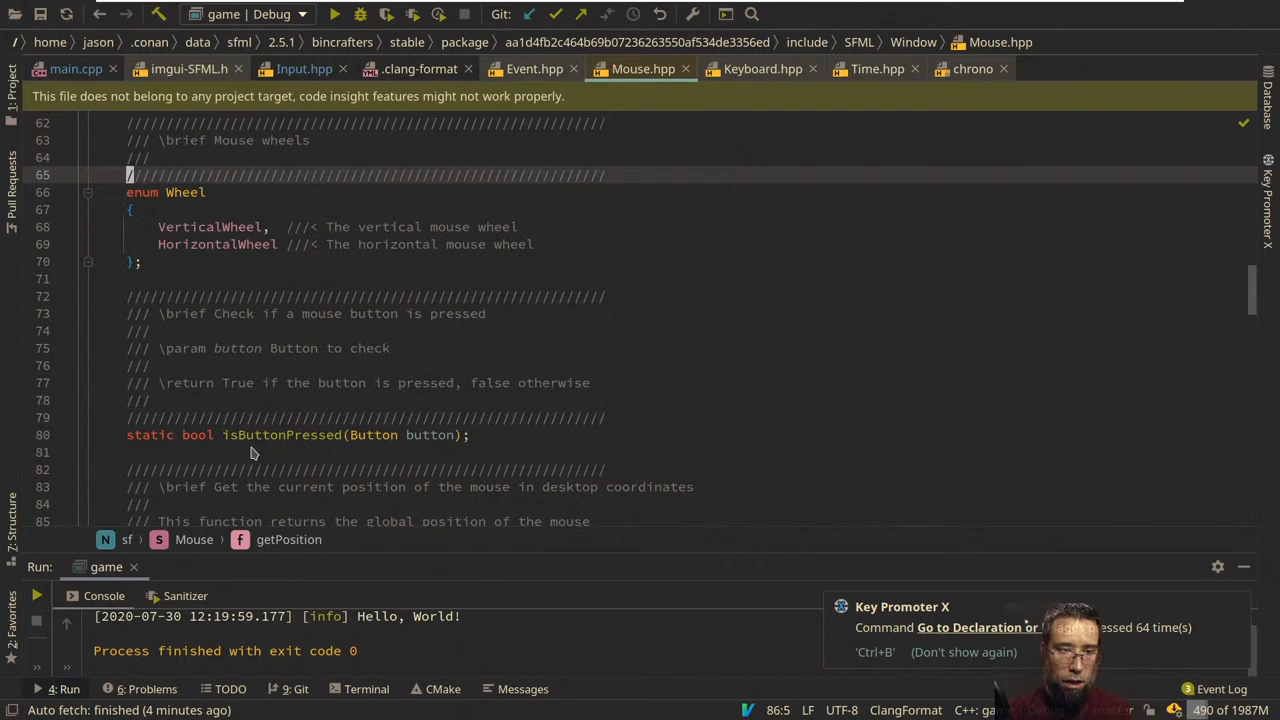 game | Debug
Git:
/ home jason .conan data sfml 2.5.1 bincrafters stable package aa1d4fb2c464b69b07236263550af534de3356ed include SFML Window Mouse.hpp
main.cpp imgui-SFML.h Input.hpp .clang-format Event.hpp Mouse.hpp Keyboard.hpp Time.hpp chrono
This file does not belong to any project target, code insight features might not work properly.
1: Project
Pull Requests
7: Structure
2: Favorites
Database
Key Promoter X
62 ////////////////////////////////////////////////////////////
63 /// \brief Mouse wheels
64 ///
65 ////////////////////////////////////////////////////////////
66 enum Wheel
67 {
68 VerticalWheel, ///< The vertical mouse wheel
69 HorizontalWheel ///< The horizontal mouse wheel
70 };
71
72 ////////////////////////////////////////////////////////////
73 /// \brief Check if a mouse button is pressed
74 ///
75 /// \param button Button to check
76 ///
77 /// \return True if the button is pressed, false otherwise
78 ///
79 ////////////////////////////////////////////////////////////
80 static bool isButtonPressed(Button button);
81
82 ////////////////////////////////////////////////////////////
83 /// \brief Get the current position of the mouse in desktop coordinates
84 ///
85 /// This function returns the global position of the mouse
N sf S Mouse f getPosition
Run: game
Console Sanitizer
[2020-07-30 12:19:59.177] [info] Hello, World!
Process finished with exit code 0
Key Promoter X
Command Go to Declaration or pressed 64 time(s)
'Ctrl+B' (Don't show again)
4: Run 6: Problems TODO 9: Git Terminal CMake Messages 3 Event Log
Auto fetch: finished (4 minutes ago) 86:5 LF UTF-8 ClangFormat C++: game 490 of 1987M